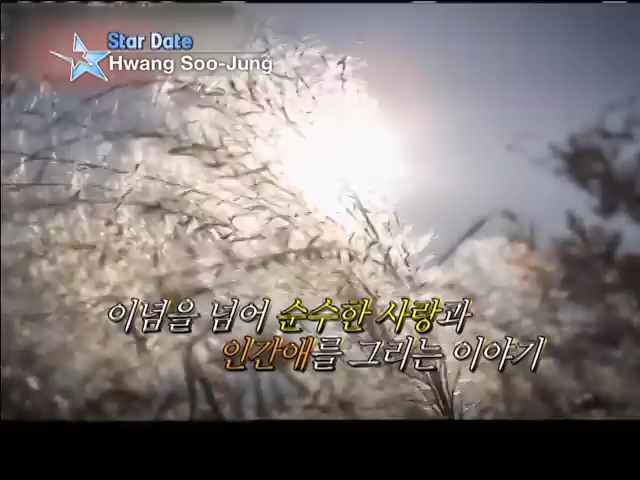 Star Date
Hwang Soo-Jung
이념을 넘어 순수한 사랑과
인간애를 그리는 이야기